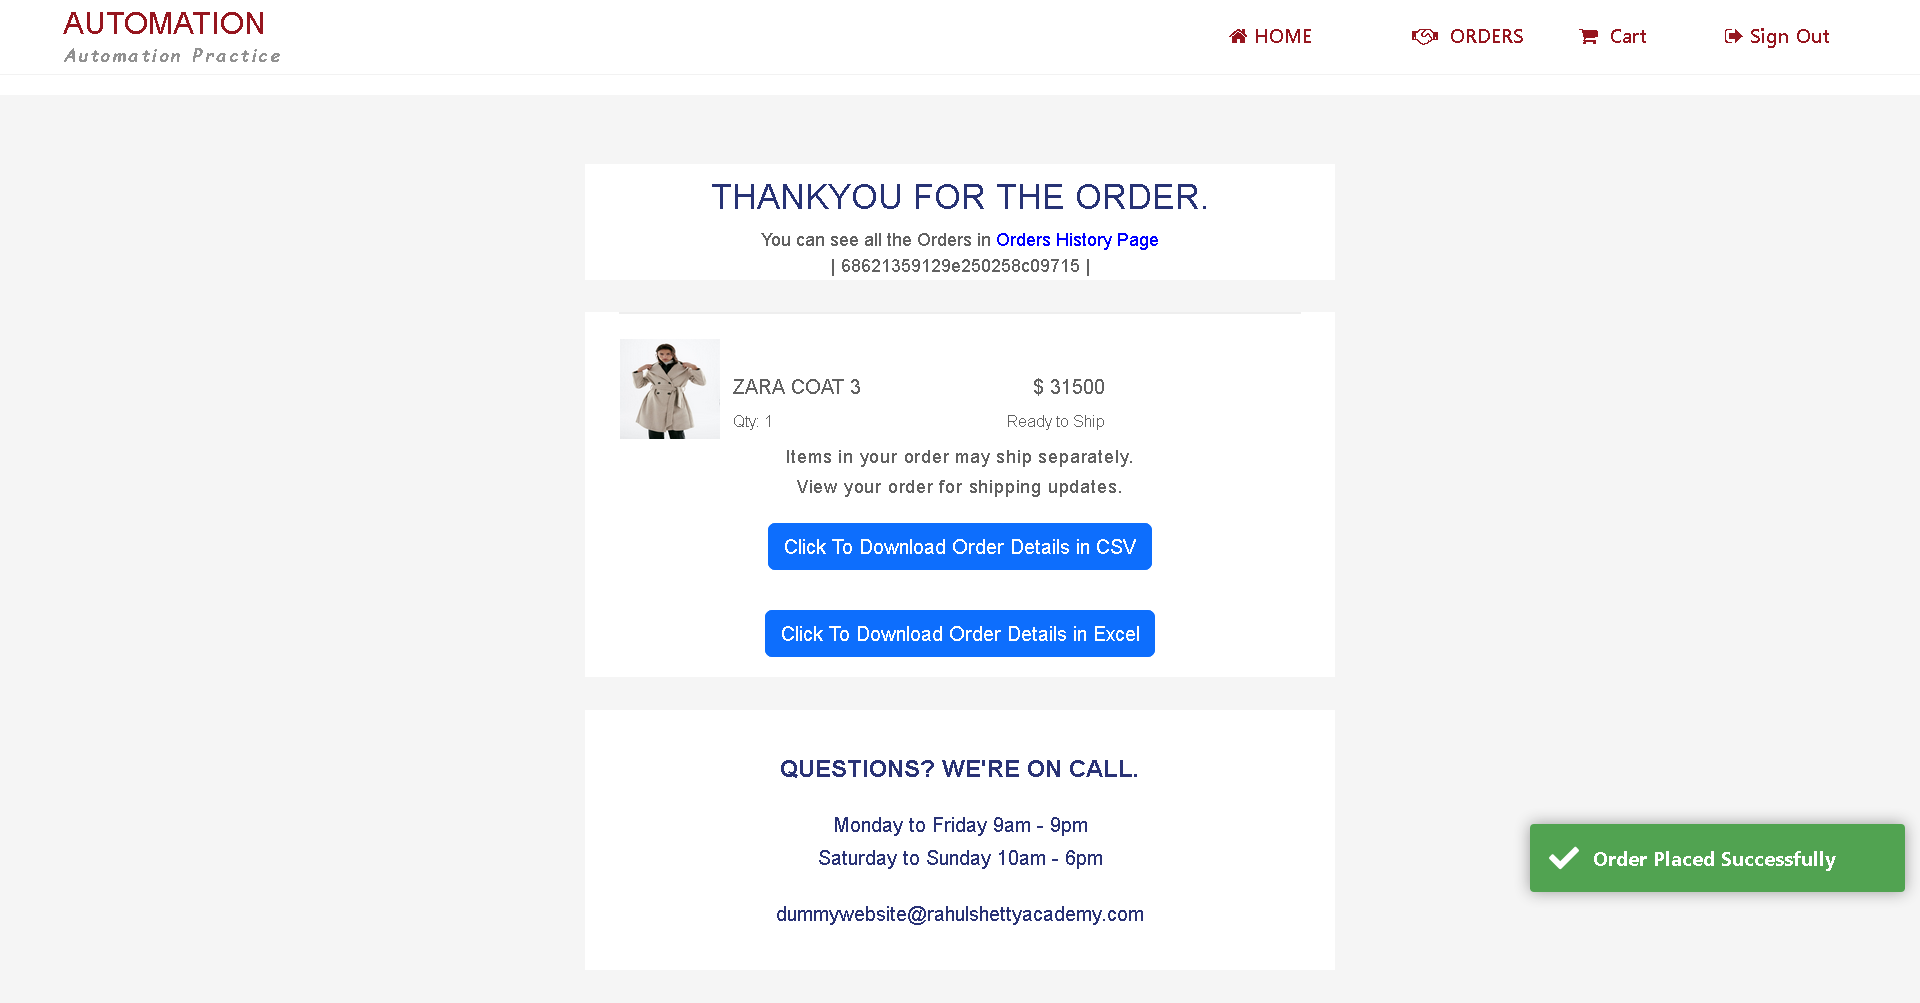 AUTOMATION
Automation Practice
HOME
ORDERS
Cart
Sign Out
THANKYOU FOR THE ORDER.
You can see all the Orders in Orders History Page
| 68621359129e250258c09715 |
ZARA COAT 3
$ 31500
Qty: 1
Ready to Ship
Items in your order may ship separately.
View your order for shipping updates.
Click To Download Order Details in CSV
Click To Download Order Details in Excel
QUESTIONS? WE'RE ON CALL.
Monday to Friday 9am - 9pm
Saturday to Sunday 10am - 6pm
dummywebsite@rahulshettyacademy.com
Order Placed Successfully